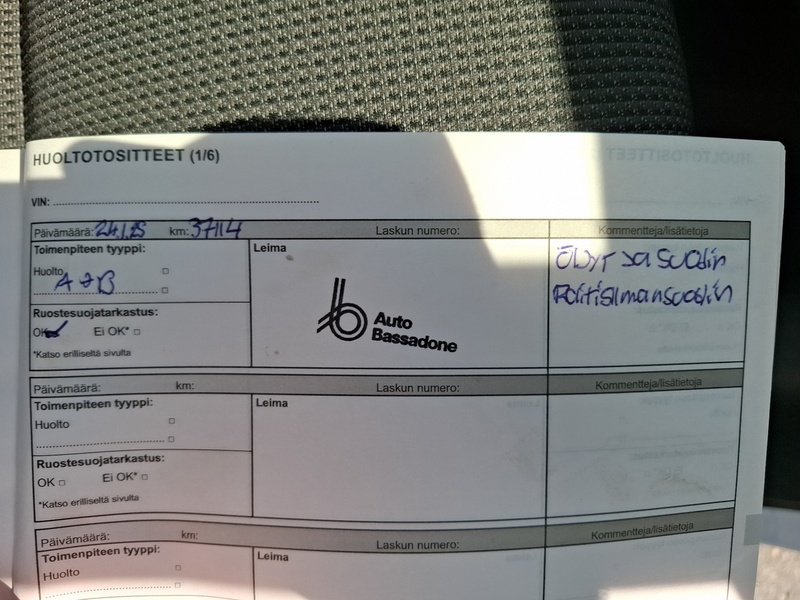 HUOLTOTOSITTEET (1/6)
VIN:
Päivämäärä: 24.1.25 km: 37114 Laskun numero: Kommentteja/lisätietoja
Toimenpiteen tyyppi:
Huolto
A + B
Ruostesuojatarkastus:
OK Ei OK*
*Katso erilliseltä sivulta
Leima
Auto
Bassadone
Öljyt ja suodin
Raitisilmansuodin
Päivämäärä: km: Laskun numero: Kommentteja/lisätietoja
Toimenpiteen tyyppi:
Huolto
Ruostesuojatarkastus:
OK Ei OK*
*Katso erilliseltä sivulta
Leima
Päivämäärä: km: Laskun numero: Kommentteja/lisätietoja
Toimenpiteen tyyppi:
Huolto
Leima